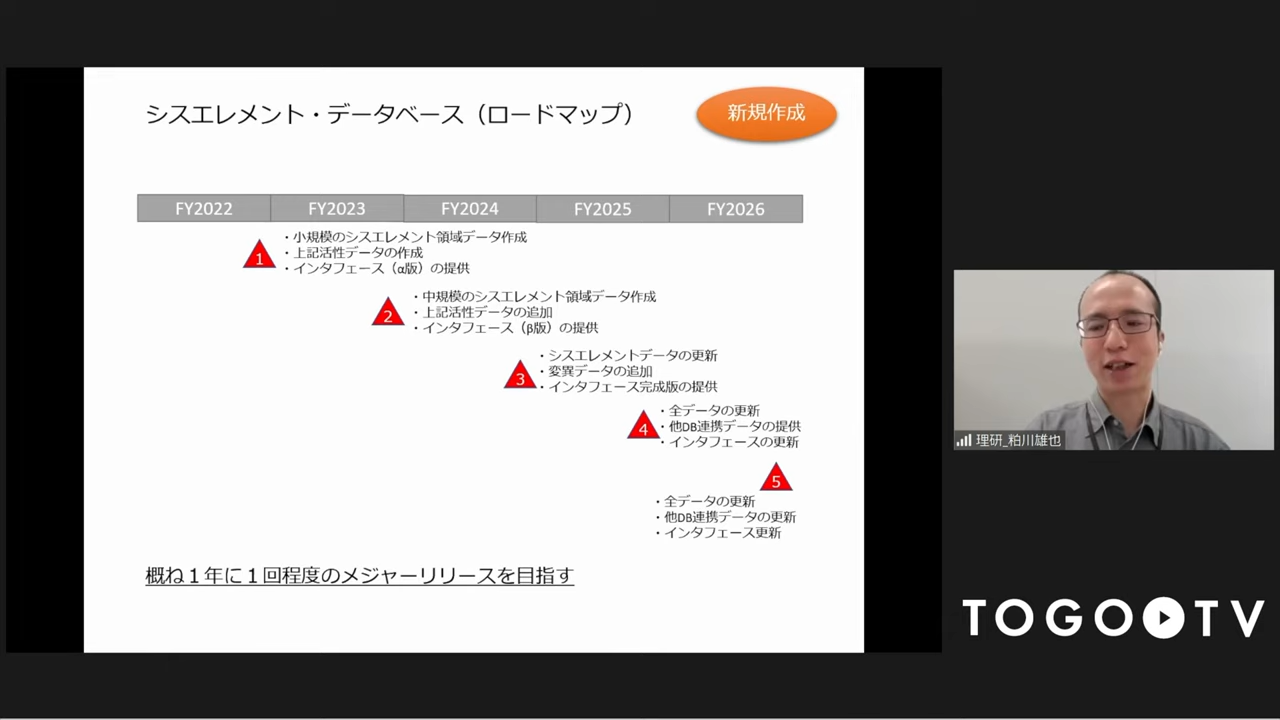 シスエレメント・データベース（ロードマップ）
新規作成
FY2022
FY2023
FY2024
FY2025
FY2026
1
・小規模のシスエレメント領域データ作成
・上記活性データの作成
・インタフェース（α版）の提供
2
・中規模のシスエレメント領域データ作成
・上記活性データの追加
・インタフェース（β版）の提供
3
・シスエレメントデータの更新
・変異データの追加
・インタフェース完成版の提供
4
・全データの更新
・他DB連携データの提供
・インタフェースの更新
5
・全データの更新
・他DB連携データの更新
・インタフェース更新
概ね１年に１回程度のメジャーリリースを目指す
理研_粕川雄也
TOGO TV